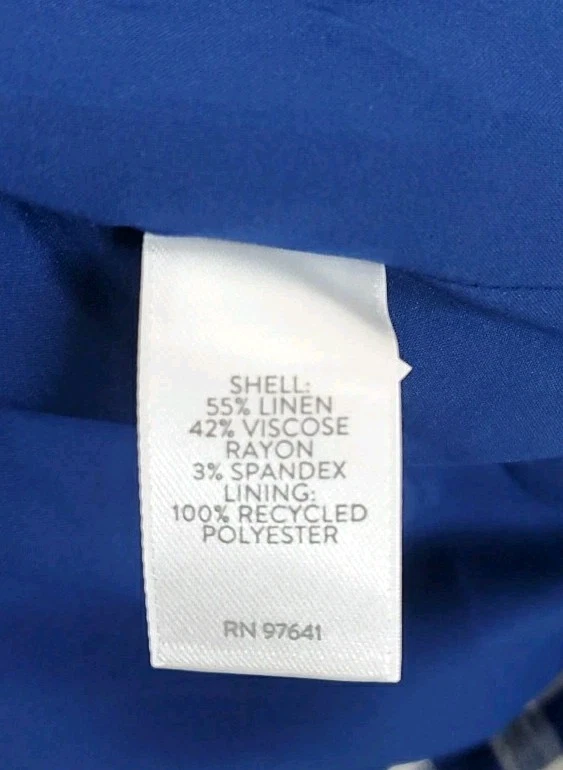 SHELL:
55% LINEN
42% VISCOSE
RAYON
3% SPANDEX
LINING:
100% RECYCLED
POLYESTER
RN 97641